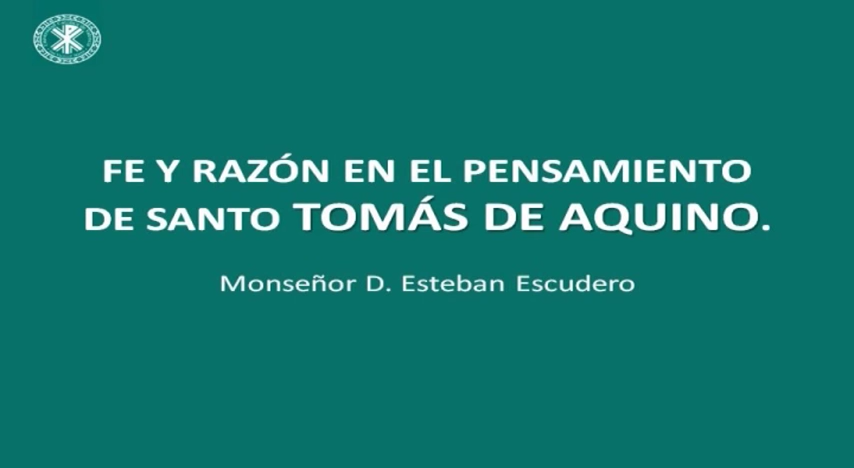 FE Y RAZÓN EN EL PENSAMIENTO
DE SANTO TOMÁS DE AQUINO.
Monseñor D. Esteban Escudero